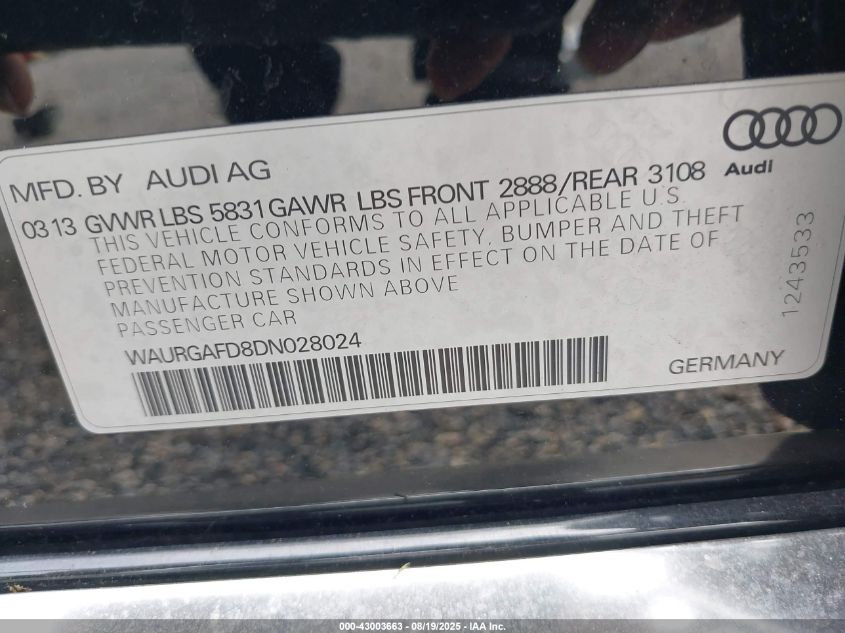 MFD. BY AUDI AG
Audi
0313 GVWR LBS 5831 GAWR LBS FRONT 2888/REAR 3108
THIS VEHICLE CONFORMS TO ALL APPLICABLE U.S.
FEDERAL MOTOR VEHICLE SAFETY, BUMPER AND THEFT
PREVENTION STANDARDS IN EFFECT ON THE DATE OF
MANUFACTURE SHOWN ABOVE
PASSENGER CAR
1243533
WAURGAFD8DN028024
GERMANY
000-43003663 - 08/19/2025 - IAA Inc.